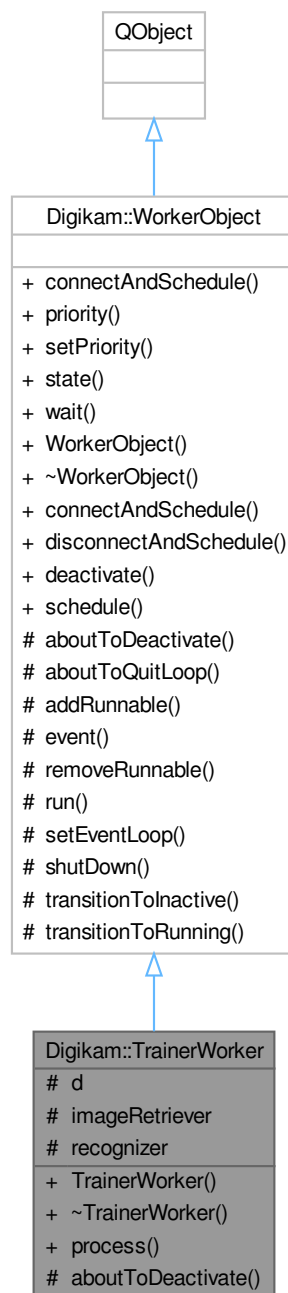 QObject
Digikam::WorkerObject
+ connectAndSchedule()
+ priority()
+ setPriority()
+ state()
+ wait()
+ WorkerObject()
+ ~WorkerObject()
+ connectAndSchedule()
+ disconnectAndSchedule()
+ deactivate()
+ schedule()
# aboutToDeactivate()
# aboutToQuitLoop()
# addRunnable()
# event()
# removeRunnable()
# run()
# setEventLoop()
# shutDown()
# transitionToInactive()
# transitionToRunning()
Digikam::TrainerWorker
# d
# imageRetriever
# recognizer
+ TrainerWorker()
+ ~TrainerWorker()
+ process()
# aboutToDeactivate()